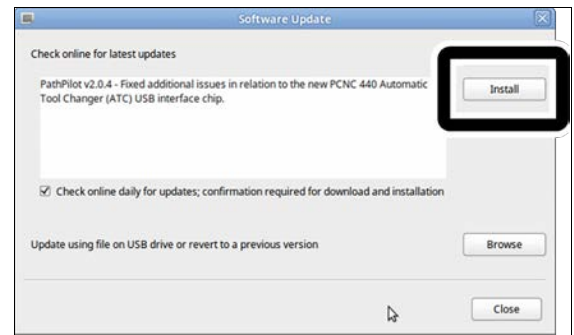 Software Update
Check online for latest updates
PathPilot v2.0.4 - Fixed additional issues in relation to the new PCNC 440 Automatic
Tool Changer (ATC) USB interface chip.
Install
Check online daily for updates; confirmation required for download and installation
Update using file on USB drive or revert to a previous version
Browse
Close